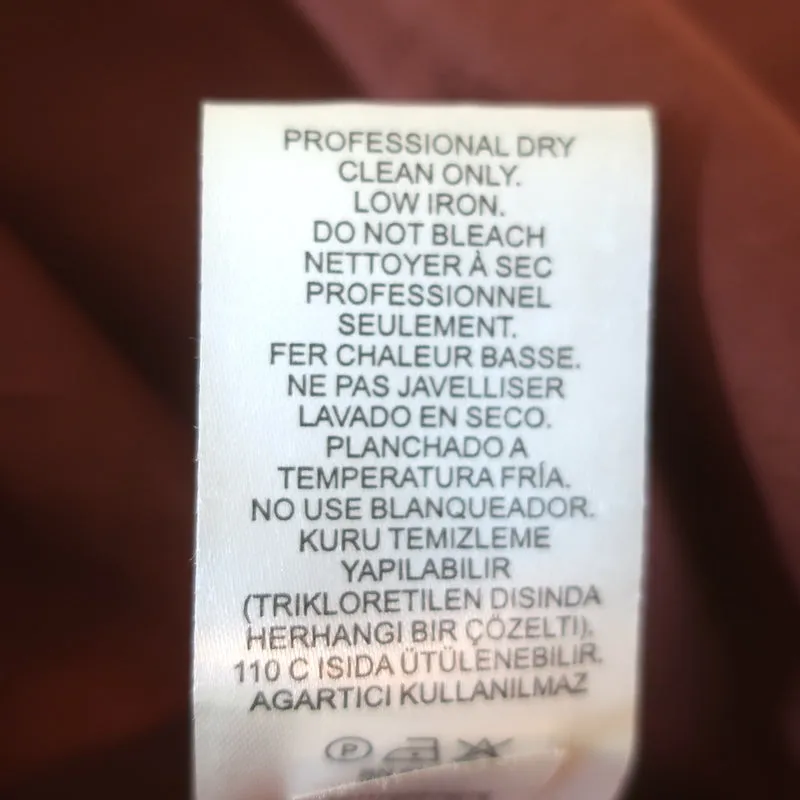 PROFESSIONAL DRY
CLEAN ONLY.
LOW IRON.
DO NOT BLEACH
NETTOYER À SEC
PROFESSIONNEL
SEULEMENT.
FER CHALEUR BASSE.
NE PAS JAVELLISER
LAVADO EN SECO.
PLANCHADO A
TEMPERATURA FRÍA.
NO USE BLANQUEADOR.
KURU TEMIZLEME
YAPILABILIR
(TRIKLORETILEN DISINDA
HERHANGI BIR ÇÖZELTI),
110 C ISIDA ÜTÜLENEBILIR.
AGARTICI KULLANILMAZ
P